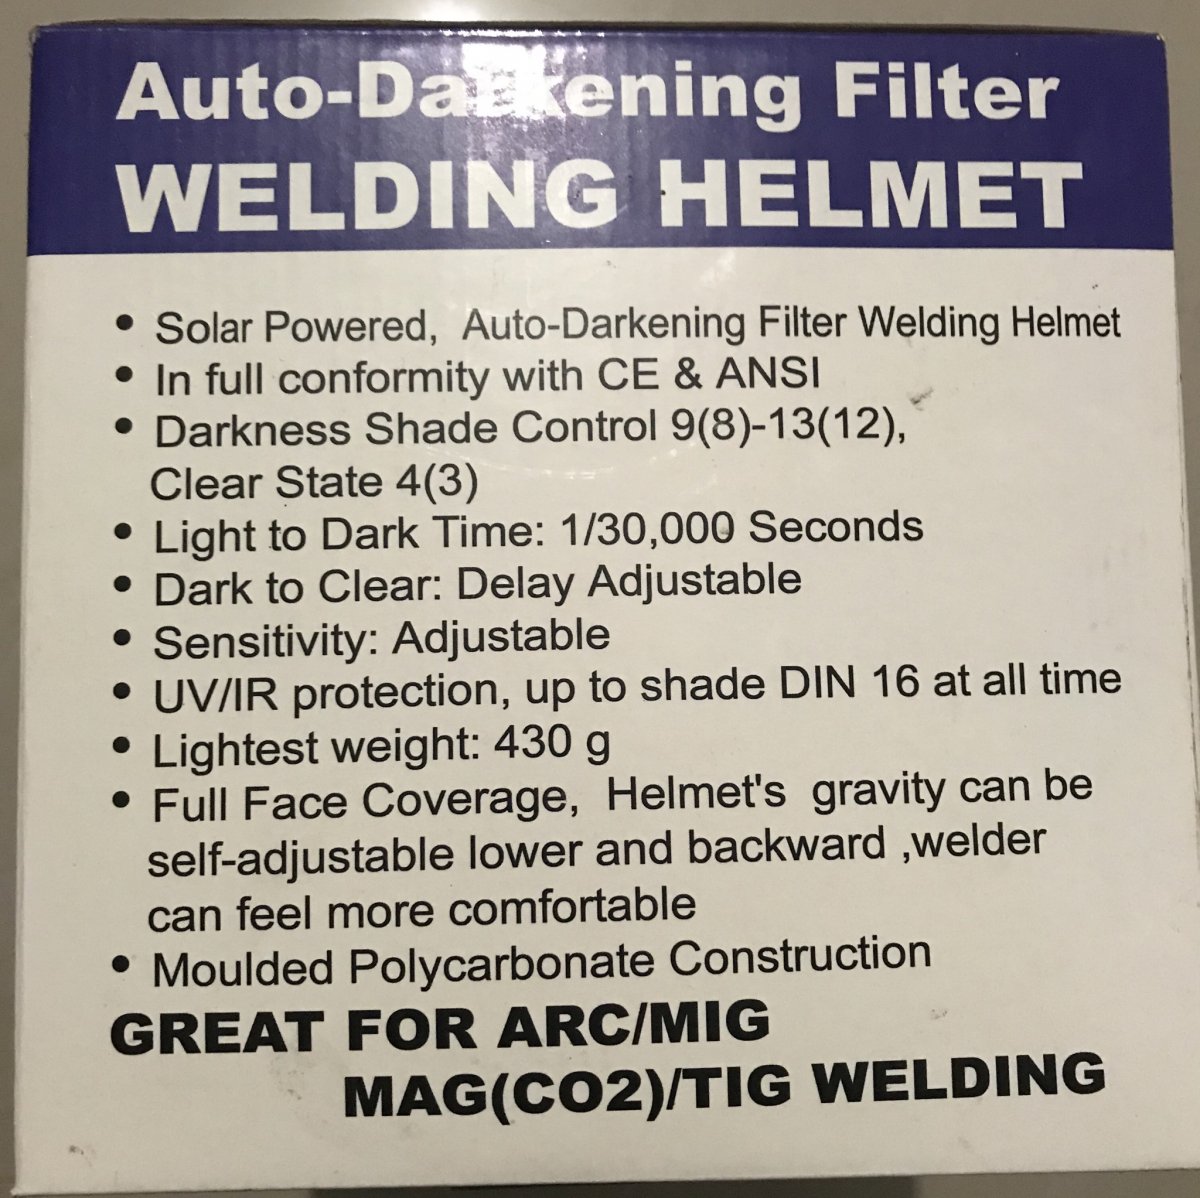 Auto-Darkening Filter
WELDING HELMET
• Solar Powered, Auto-Darkening Filter Welding Helmet
• In full conformity with CE & ANSI
• Darkness Shade Control 9(8)-13(12),
Clear State 4(3)
• Light to Dark Time: 1/30,000 Seconds
• Dark to Clear: Delay Adjustable
• Sensitivity: Adjustable
• UV/IR protection, up to shade DIN 16 at all time
• Lightest weight: 430 g
• Full Face Coverage, Helmet's gravity can be
self-adjustable lower and backward ,welder
can feel more comfortable
• Moulded Polycarbonate Construction
GREAT FOR ARC/MIG
MAG(CO2)/TIG WELDING